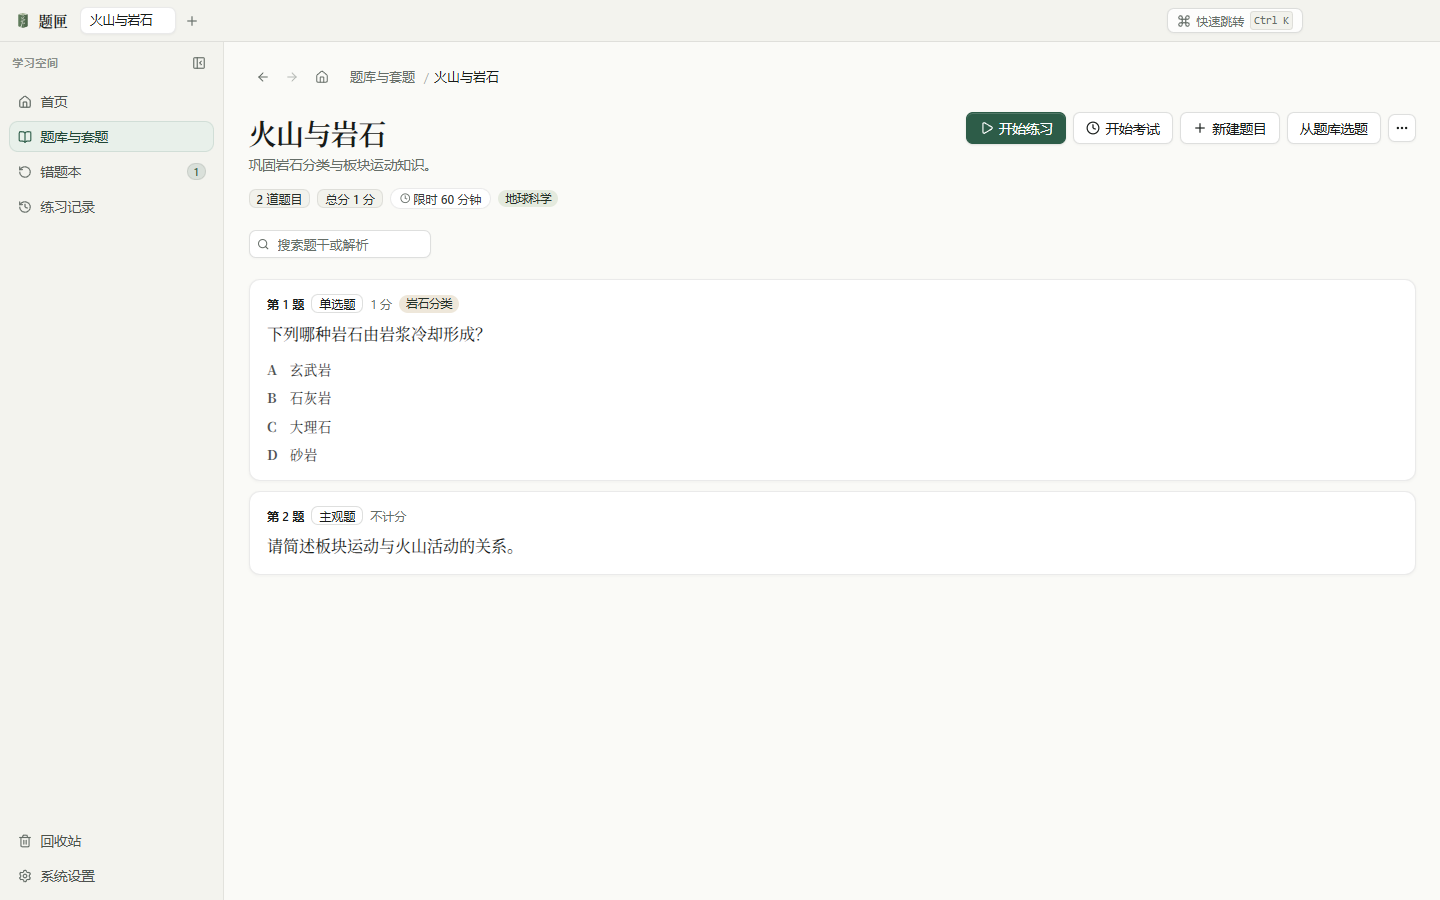 题匣
火山与岩石
快速跳转 Ctrl K
学习空间
首页
题库与套题
错题本 1
练习记录
回收站
系统设置
题库与套题 / 火山与岩石
火山与岩石
开始练习
开始考试
新建题目
从题库选题
巩固岩石分类与板块运动知识。
2 道题目
总分 1 分
限时 60 分钟
地球科学
搜索题干或解析
第 1 题 单选题 1 分 岩石分类
下列哪种岩石由岩浆冷却形成？
A 玄武岩
B 石灰岩
C 大理石
D 砂岩
第 2 题 主观题 不计分
请简述板块运动与火山活动的关系。